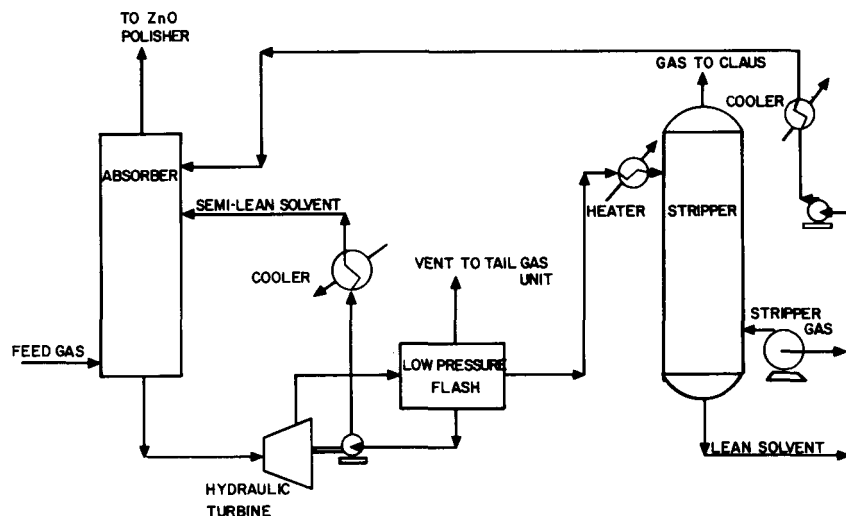 TO ZnO
POLISHER
GAS TO CLAUS
COOLER
ABSORBER
SEMI-LEAN SOLVENT
HEATER
STRIPPER
COOLER
VENT TO TAIL GAS
UNIT
STRIPPER
GAS
FEED GAS
LOW PRESSURE
FLASH
LEAN SOLVENT
HYDRAULIC
TURBINE